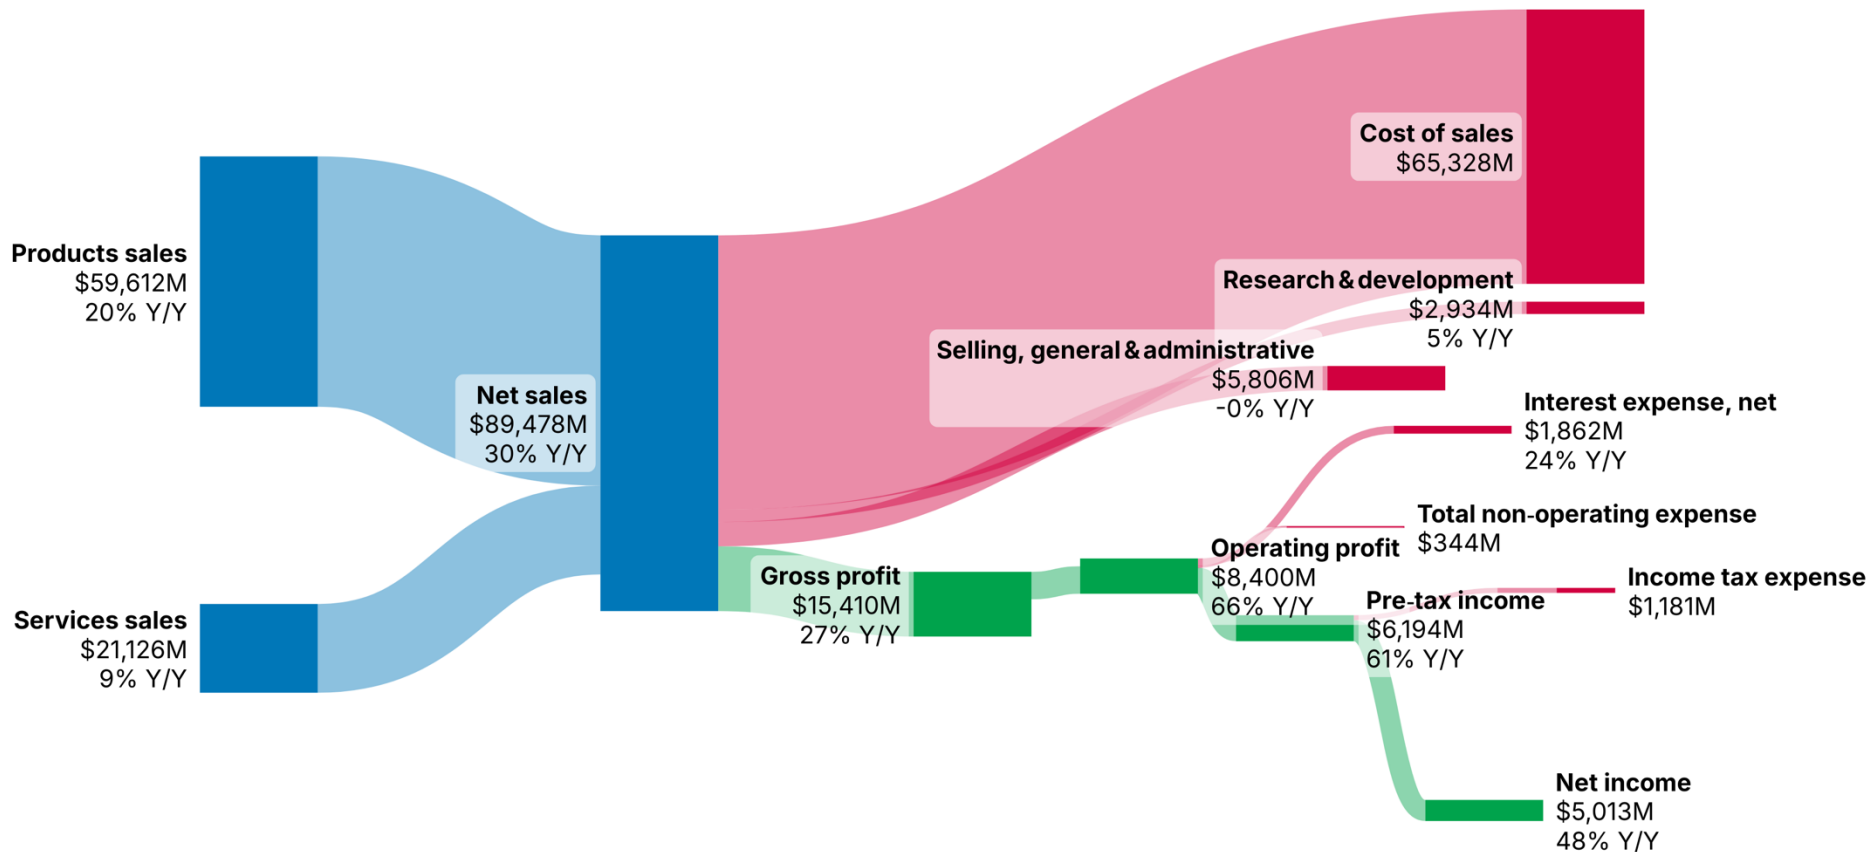 Products sales
$59,612M
20% Y/Y
Services sales
$21,126M
9% Y/Y
Net sales
$89,478M
30% Y/Y
Cost of sales
$65,328M
Research & development
$2,934M
5% Y/Y
Selling, general & administrative
$5,806M
-0% Y/Y
Gross profit
$15,410M
27% Y/Y
Interest expense, net
$1,862M
24% Y/Y
Total non-operating expense
$344M
Operating profit
$8,400M
66% Y/Y
Income tax expense
$1,181M
Pre-tax income
$6,194M
61% Y/Y
Net income
$5,013M
48% Y/Y